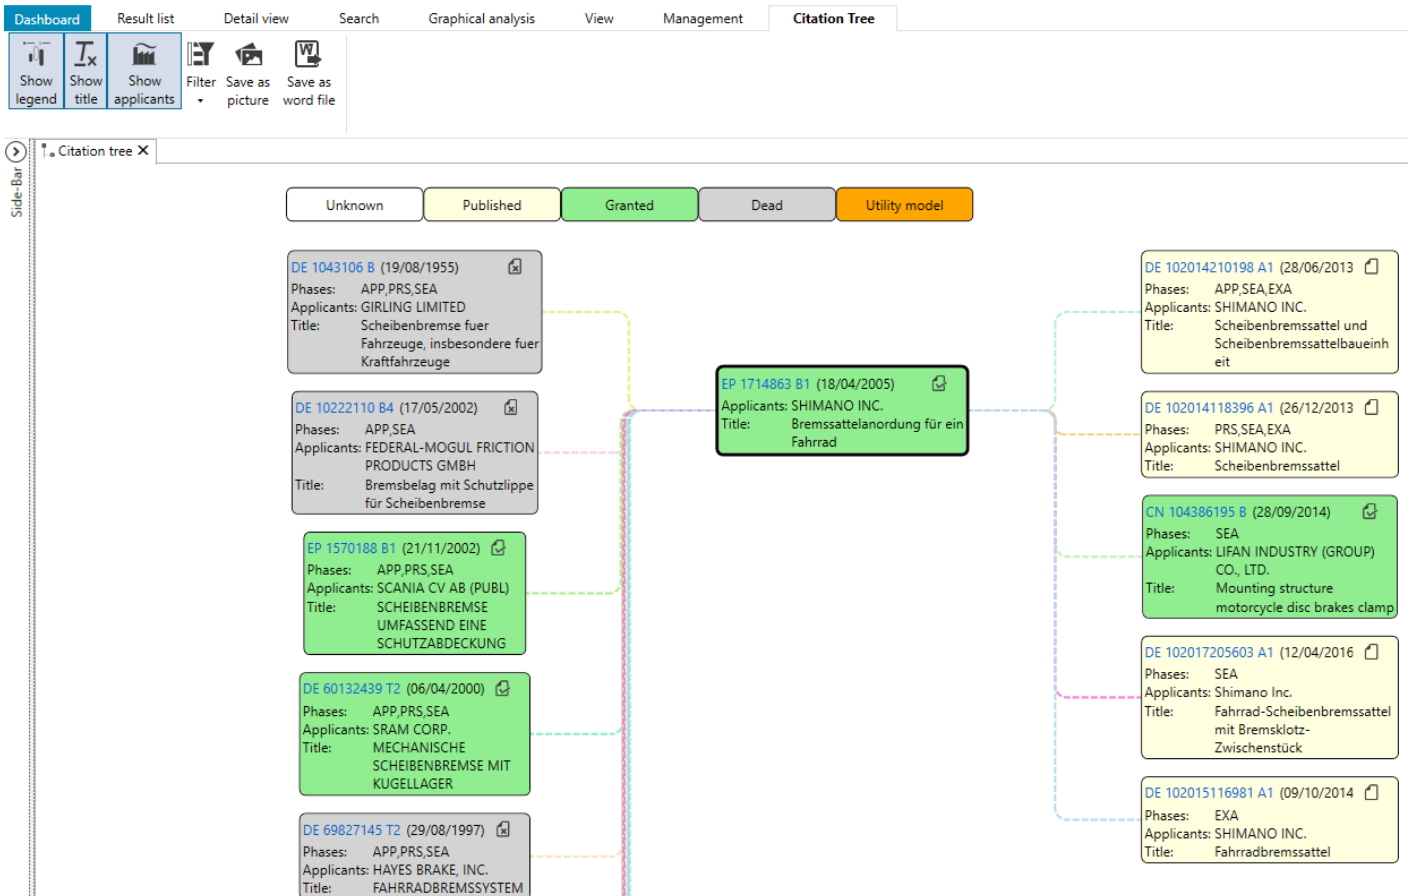 Dashboard Result list Detail view Search Graphical analysis View Management Citation Tree
Show legend
Show title
Show applicants
Filter
Save as picture
Save as word file
Side-Bar
Citation tree
Unknown Published Granted Dead Utility model
DE 1043106 B (19/08/1955)
Phases: APP,PRS,SEA
Applicants: GIRLING LIMITED
Title: Scheibenbremse fuer
Fahrzeuge, insbesondere fuer
Kraftfahrzeuge
DE 10222110 B4 (17/05/2002)
Phases: APP,SEA
Applicants: FEDERAL-MOGUL FRICTION
PRODUCTS GMBH
Title: Bremsbelag mit Schutzlippe
für Scheibenbremse
EP 1570188 B1 (21/11/2002)
Phases: APP,PRS,SEA
Applicants: SCANIA CV AB (PUBL)
Title: SCHEIBENBREMSE
UMFASSEND EINE
SCHUTZABDECKUNG
DE 60132439 T2 (06/04/2000)
Phases: APP,PRS,SEA
Applicants: SRAM CORP.
Title: MECHANISCHE
SCHEIBENBREMSE MIT
KUGELLAGER
DE 69827145 T2 (29/08/1997)
Phases: APP,PRS,SEA
Applicants: HAYES BRAKE, INC.
Title: FAHRRADBREMSSYSTEM
EP 1714863 B1 (18/04/2005)
Applicants: SHIMANO INC.
Title: Bremssattelanordung für ein
Fahrrad
DE 102014210198 A1 (28/06/2013
Phases: APP,SEA,EXA
Applicants: SHIMANO INC.
Title: Scheibenbremssattel und
Scheibenbremssattelbaueinh
eit
DE 102014118396 A1 (26/12/2013
Phases: PRS,SEA,EXA
Applicants: SHIMANO INC.
Title: Scheibenbremssattel
CN 104386195 B (28/09/2014)
Phases: SEA
Applicants: LIFAN INDUSTRY (GROUP)
CO., LTD.
Title: Mounting structure
motorcycle disc brakes clamp
DE 102017205603 A1 (12/04/2016
Phases: SEA
Applicants: Shimano Inc.
Title: Fahrrad-Scheibenbremssattel
mit Bremsklotz-
Zwischenstück
DE 102015116981 A1 (09/10/2014
Phases: EXA
Applicants: SHIMANO INC.
Title: Fahrradbremssattel